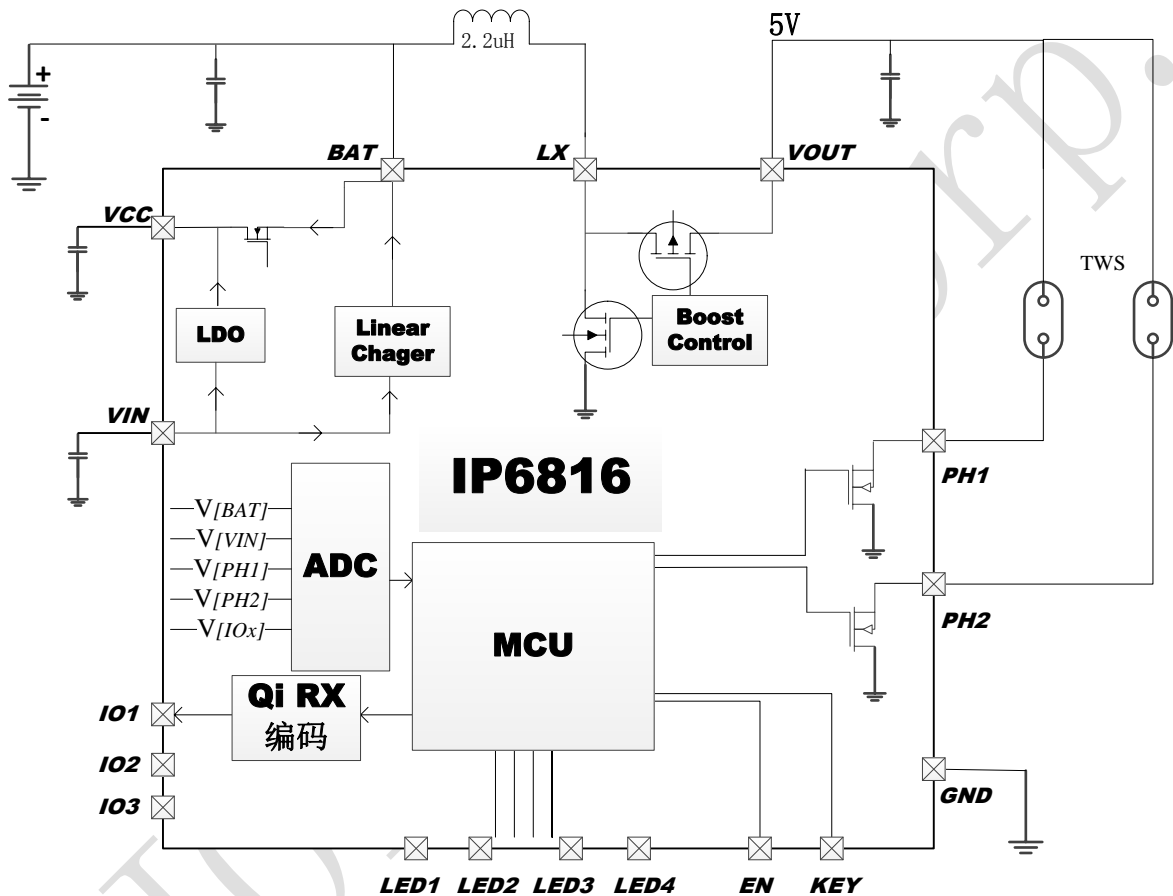 5V
2.2uH
+
-
BAT
LX
VOUT
VCC
TWS
LDO
Linear
Chager
Boost
Control
VIN
IP6816
PH1
V[BAT]
V[VIN]
V[PH1]
V[PH2]
V[IOx]
ADC
MCU
PH2
Qi RX
编码
IO1
IO2
IO3
GND
LED1
LED2
LED3
LED4
EN
KEY
orp.